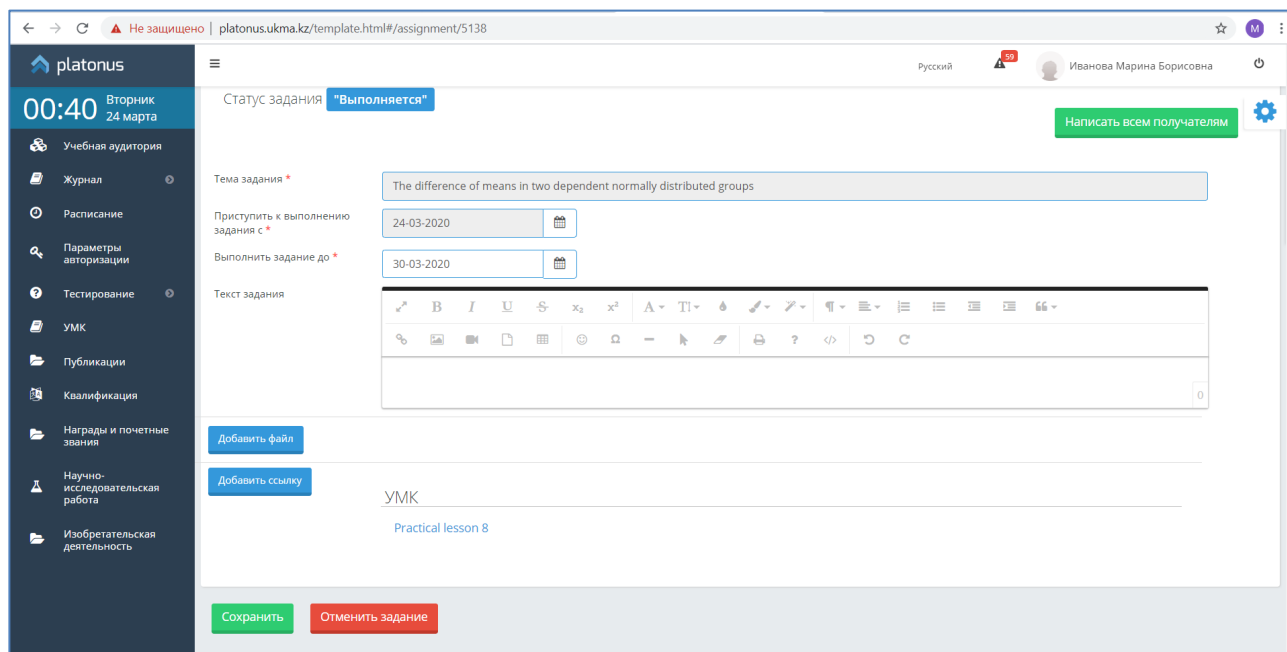 Не защищено | platonus.ukma.kz/template.html#/assignment/5138
M
platonus
Русский
59
Иванова Марина Борисовна
00:40 Вторник
24 марта
Статус задания "Выполняется"
Написать всем получателям
Учебная аудитория
Журнал
Расписание
Параметры
авторизации
Тестирование
УМК
Публикации
Квалификация
Награды и почетные
звания
Научно-
исследовательская
работа
Изобретательская
деятельность
Тема задания *
The difference of means in two dependent normally distributed groups
Приступить к выполнению
задания с *
24-03-2020
Выполнить задание до *
30-03-2020
Текст задания
B I U S x₂ x² A T!
Ω ? </>
0
Добавить файл
Добавить ссылку
УМК
Practical lesson 8
Сохранить
Отменить задание